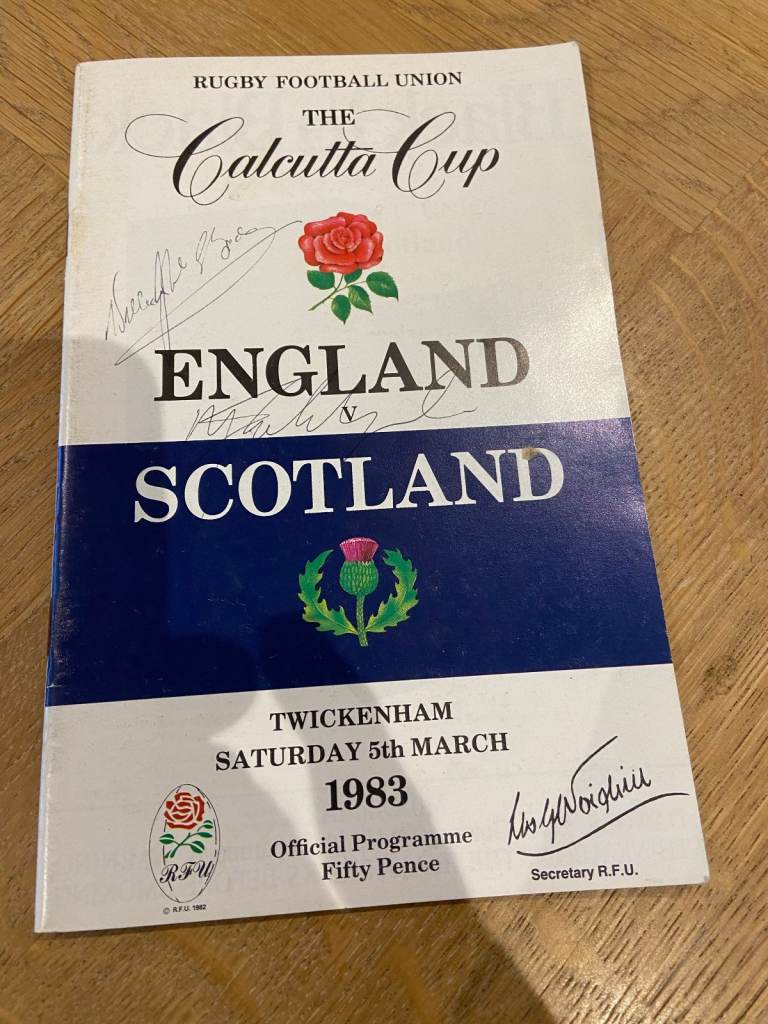 RUGBY FOOTBALL UNION
THE
Calcutta Cup
ENGLAND
V
SCOTLAND
TWICKENHAM
SATURDAY 5th MARCH
1983
Official Programme
Fifty Pence
Secretary R.F.U.
RFU
© R.F.U. 1982